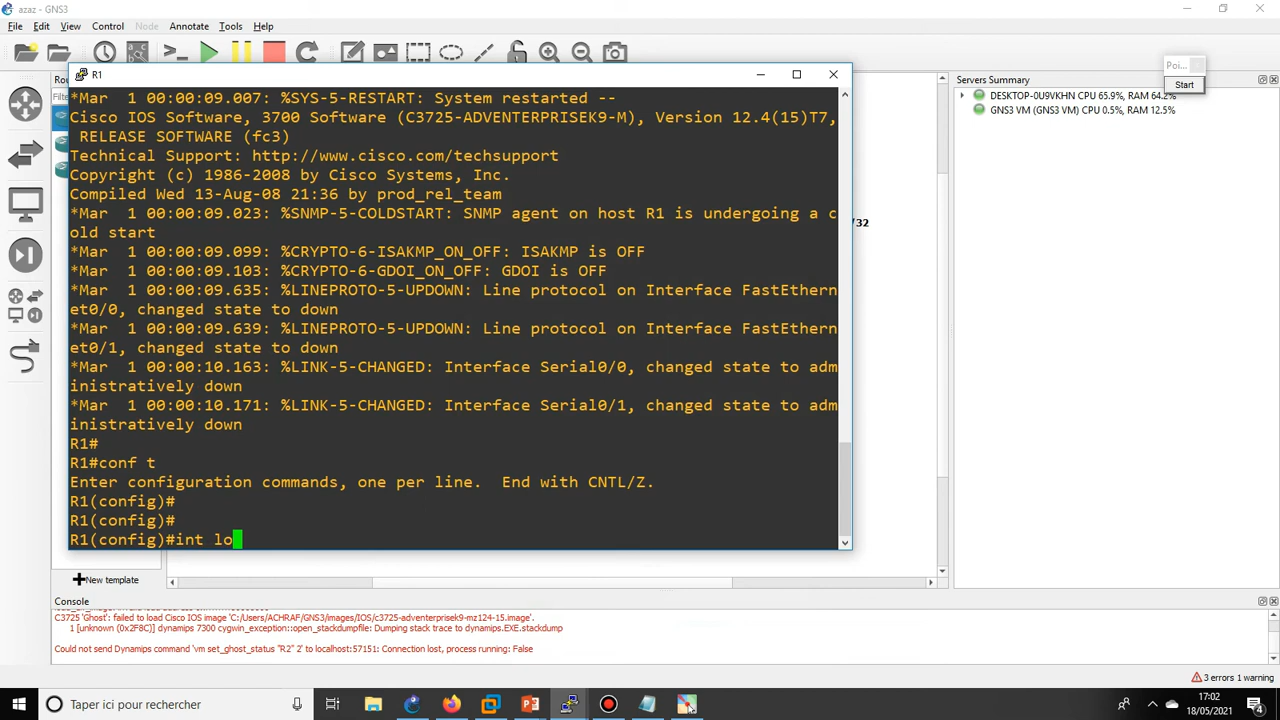 azaz - GNS3
File Edit View Control Node Annotate Tools Help
R1
Poi...
Start
*Mar  1 00:00:09.007: %SYS-5-RESTART: System restarted --
Cisco IOS Software, 3700 Software (C3725-ADVENTERPRISEK9-M), Version 12.4(15)T7,
 RELEASE SOFTWARE (fc3)
Technical Support: http://www.cisco.com/techsupport
Copyright (c) 1986-2008 by Cisco Systems, Inc.
Compiled Wed 13-Aug-08 21:36 by prod_rel_team
*Mar  1 00:00:09.023: %SNMP-5-COLDSTART: SNMP agent on host R1 is undergoing a c
old start
*Mar  1 00:00:09.099: %CRYPTO-6-ISAKMP_ON_OFF: ISAKMP is OFF
*Mar  1 00:00:09.103: %CRYPTO-6-GDOI_ON_OFF: GDOI is OFF
*Mar  1 00:00:09.635: %LINEPROTO-5-UPDOWN: Line protocol on Interface FastEthern
et0/0, changed state to down
*Mar  1 00:00:09.639: %LINEPROTO-5-UPDOWN: Line protocol on Interface FastEthern
et0/1, changed state to down
*Mar  1 00:00:10.163: %LINK-5-CHANGED: Interface Serial0/0, changed state to adm
inistratively down
*Mar  1 00:00:10.171: %LINK-5-CHANGED: Interface Serial0/1, changed state to adm
inistratively down
R1#
R1#conf t
Enter configuration commands, one per line.  End with CNTL/Z.
R1(config)#
R1(config)#
R1(config)#int lo
/32
Servers Summary
DESKTOP-0U9VKHN CPU 65.9%, RAM 64.2%
GNS3 VM (GNS3 VM) CPU 0.5%, RAM 12.5%
New template
Console
C3725 'Ghost': failed to load Cisco IOS image 'C:/Users/ACHRAF/GNS3/images/IOS/c3725-adventerprisek9-mz124-15.image'.
1 [unknown (0x2F8C)] dynamips 7300 cygwin_exception::open_stackdumpfile: Dumping stack trace to dynamips.EXE.stackdump
Could not send Dynamips command 'vm set_ghost_status "R2" 2' to localhost:57151: Connection lost, process running: False
3 errors 1 warning
Taper ici pour rechercher
17:02
18/05/2021
4